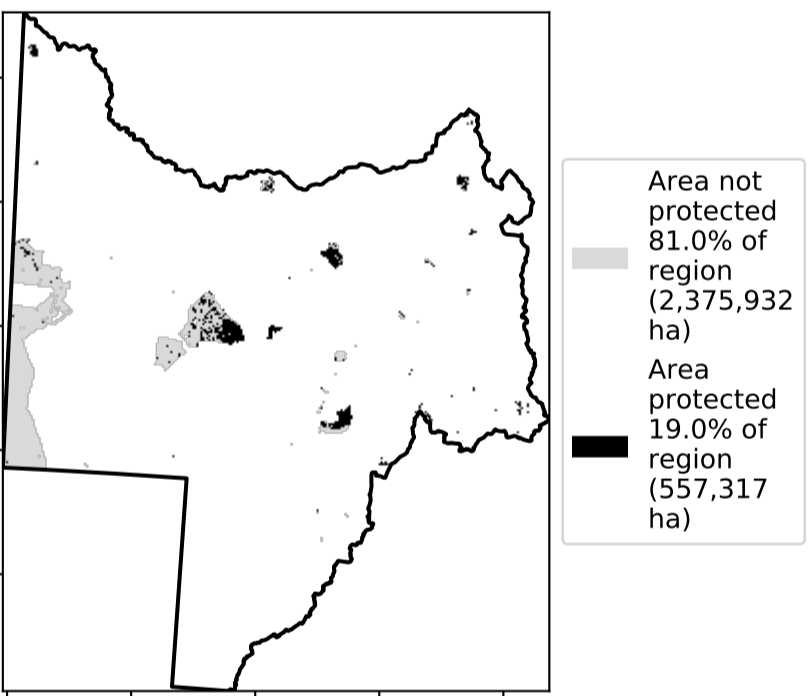 Area not
protected
81.0% of
region
(2,375,932
ha)
Area
protected
19.0% of
region
(557,317
ha)